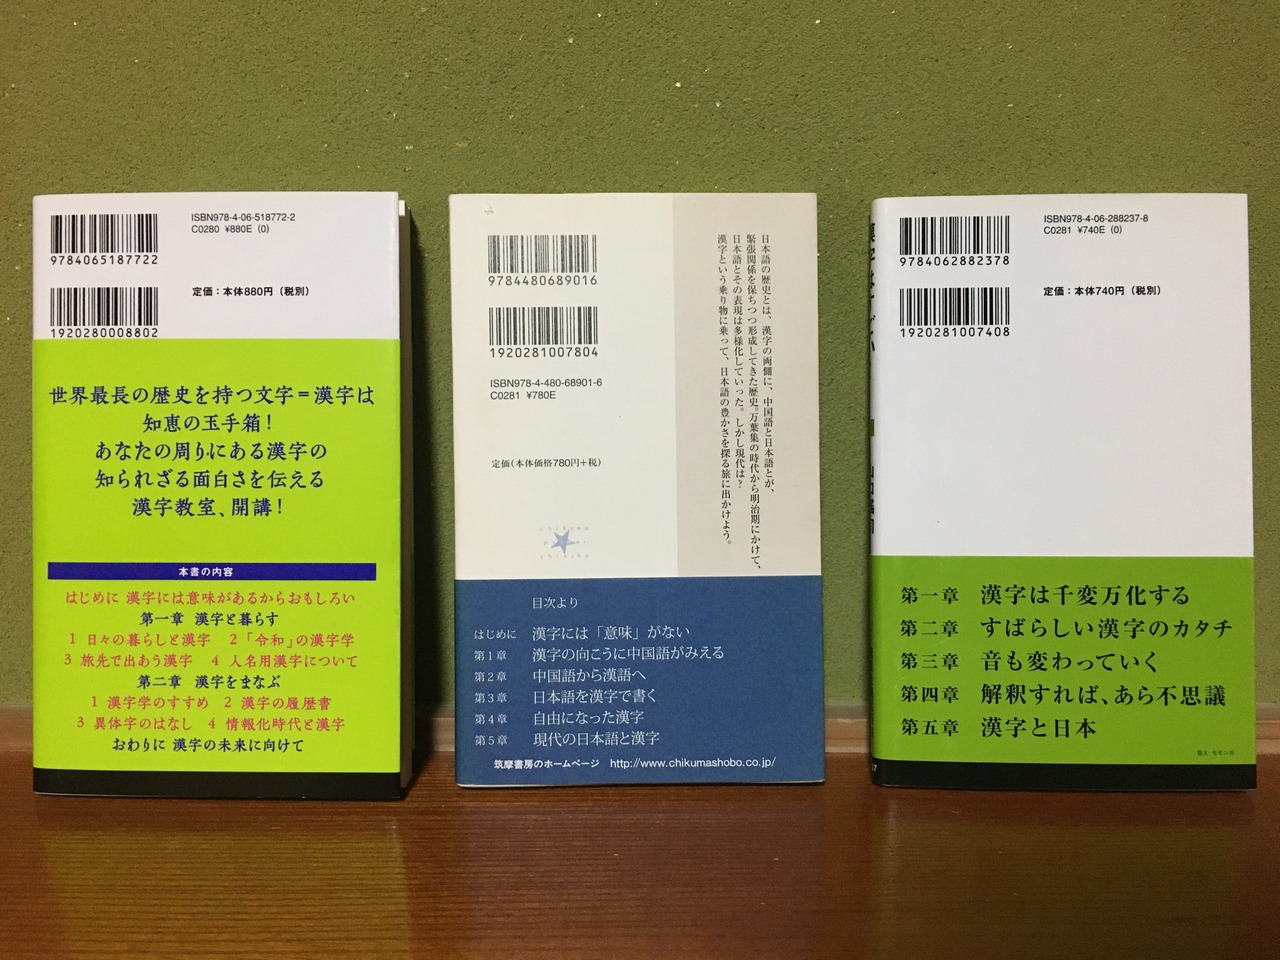 ISBN978-4-06-518772-2
C0280 ¥880E (0)
9784065187722
定価：本体880円（税別）
1920280008802
世界最長の歴史を持つ文字＝漢字は
知恵の玉手箱！
あなたの周りにある漢字の
知られざる面白さを伝える
漢字教室、開講！
本書の内容
はじめに 漢字には意味があるからおもしろい
第一章 漢字と暮らす
1 日々の暮らしと漢字 2「令和」の漢字学
3 旅先で出あう漢字 4 人名用漢字について
第二章 漢字をまなぶ
1 漢字学のすすめ 2 漢字の履歴書
3 異体字のはなし 4 情報化時代と漢字
おわりに 漢字の未来に向けて
日本語の歴史とは、漢字の両側に、中国語と日本語とが、
緊張関係を保ちつつ形成してきた歴史。万葉集の時代から明治期にかけて、
日本語とその表現は多様化していった。しかし現代は？
漢字という乗り物に乗って、日本語の豊かさを探る旅に出かけよう。
9784480689016
1920281007804
ISBN978-4-480-68901-6
C0281 ¥780E
定価（本体価格780円＋税）
chikuma
primer
shinsho
目次より
はじめに 漢字には「意味」がない
第1章 漢字の向こうに中国語がみえる
第2章 中国語から漢語へ
第3章 日本語を漢字で書く
第4章 自由になった漢字
第5章 現代の日本語と漢字
筑摩書房のホームページ http://www.chikumashobo.co.jp/
ISBN978-4-06-288237-8
C0281 ¥740E (0)
9784062882378
定価：本体740円（税別）
1920281007408
第一章 漢字は千変万化する
第二章 すばらしい漢字のカタチ
第三章 音も変わっていく
第四章 解釈すれば、あら不思議
第五章 漢字と日本